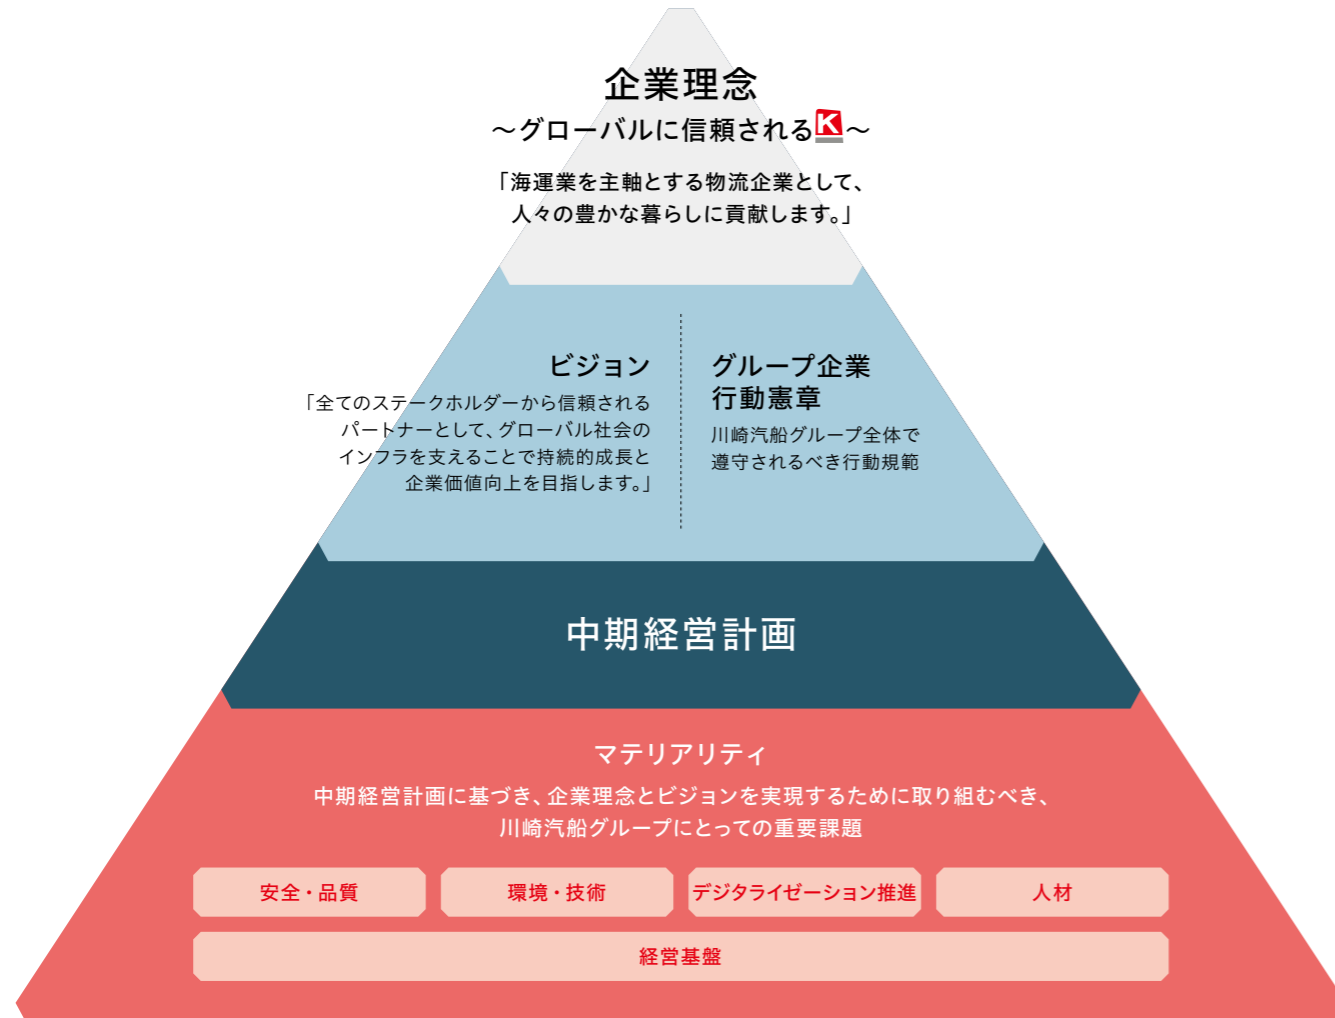 企業理念
～グローバルに信頼されるK～
「海運業を主軸とする物流企業として、
人々の豊かな暮らしに貢献します。」
ビジョン
「全てのステークホルダーから信頼される
パートナーとして、グローバル社会の
インフラを支えることで持続的成長と
企業価値向上を目指します。」
グループ企業
行動憲章
川崎汽船グループ全体で
遵守されるべき行動規範
中期経営計画
マテリアリティ
中期経営計画に基づき、企業理念とビジョンを実現するために取り組むべき、
川崎汽船グループにとっての重要課題
安全・品質
環境・技術
デジタライゼーション推進
人材
経営基盤